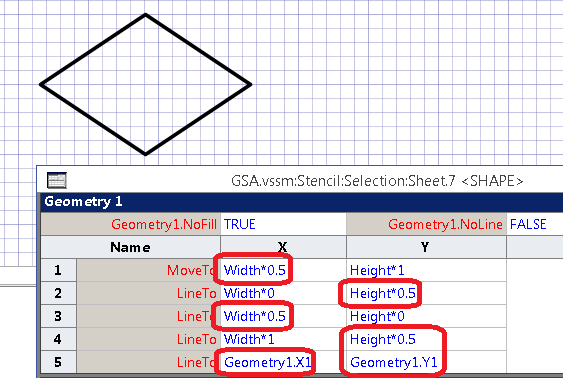 GSA.vssm:Stencil:Selection:Sheet.7 <SHAPE>
Geometry 1
Geometry1.NoFill TRUE Geometry1.NoLine FALSE
Name X Y
1 MoveTo Width*0.5 Height*1
2 LineTo Width*0 Height*0.5
3 LineTo Width*0.5 Height*0
4 LineTo Width*1 Height*0.5
5 LineTo Geometry1.X1 Geometry1.Y1